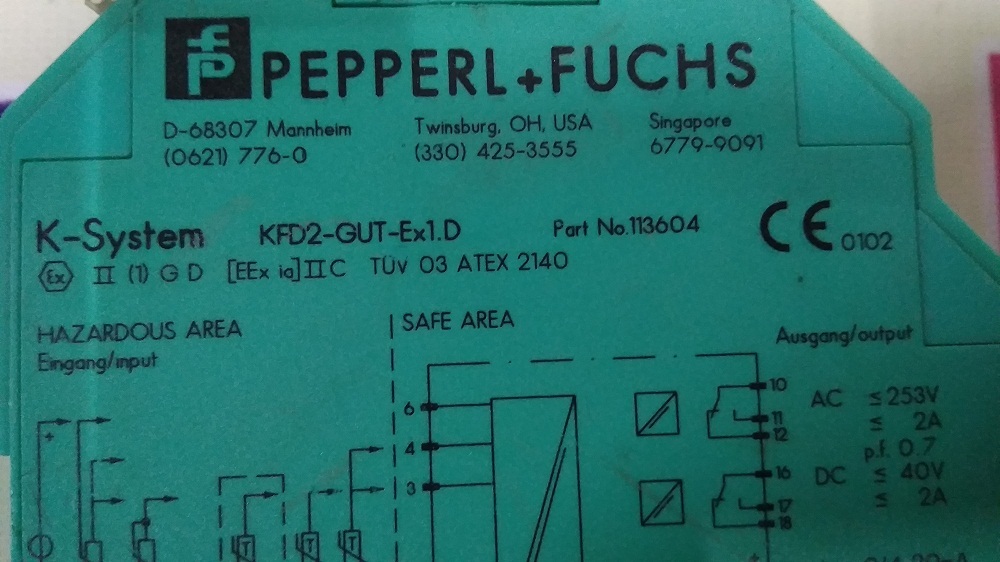 PEPPERL+FUCHS
D-68307 Mannheim Twinsburg, OH, USA Singapore
(0621) 776-0 (330) 425-3555 6779-9091
K-System KFD2-GUT-Ex1.D Part No.113604 CE 0102
Ex II (1) G D [EEx ia] II C TÜV 03 ATEX 2140
HAZARDOUS AREA SAFE AREA
Eingang/input Ausgang/output
6 10 AC ≤ 253V
+ 11 ≤ 2A
4 12 p.f. 0.7
3 16 DC ≤ 40V
17 ≤ 2A
18
T T T
+